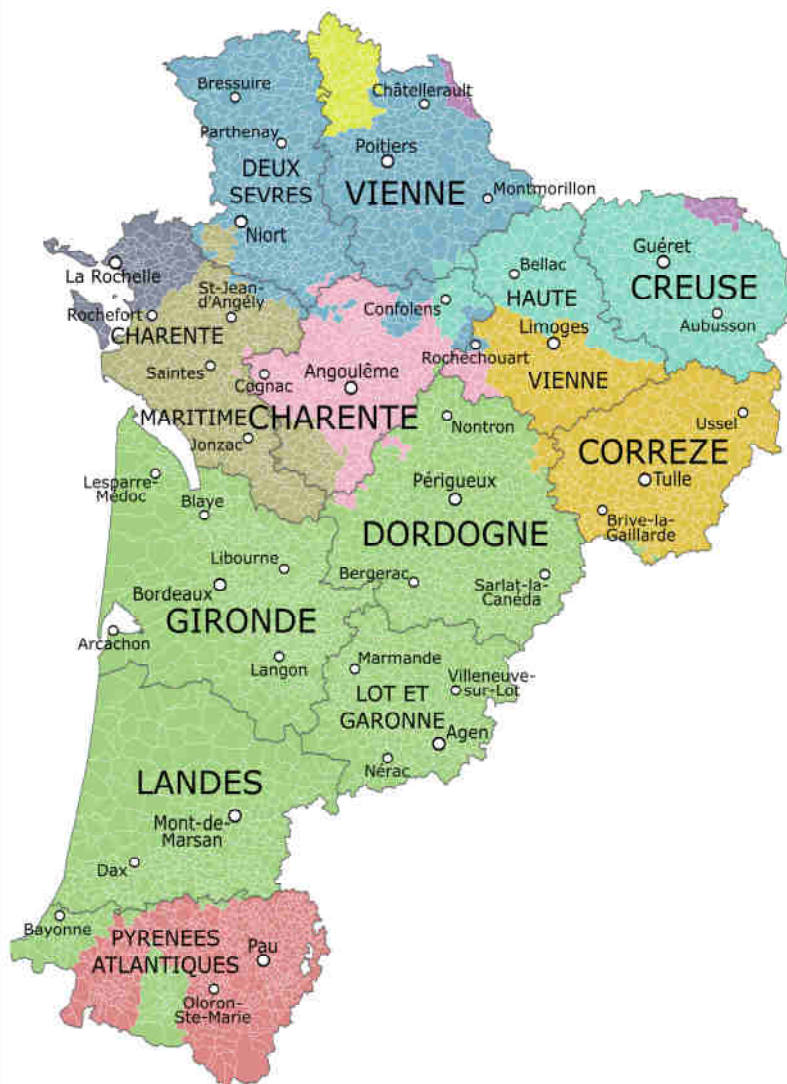 Bressuire
Châtellerault
Parthenay
Poitiers
DEUX
SEVRES
VIENNE
Montmorillon
Niort
La Rochelle
Guéret
Bellac
CREUSE
St-Jean-
d'Angély
Confolens
HAUTE
Rochefort
Aubusson
CHARENTE
Limoges
Rochechouart
Saintes
Angoulême
VIENNE
Cognac
MARITIME
CHARENTE
Nontron
Ussel
Jonzac
CORREZE
Lesparre-
Médoc
Périgueux
Tulle
Blaye
Brive-la-
Gaillarde
DORDOGNE
Libourne
Bergerac
Sarlat-la-
Canéda
Bordeaux
GIRONDE
Arcachon
Langon
Marmande
Villeneuve-
sur-Lot
LOT ET
GARONNE
Agen
Nérac
LANDES
Mont-de-
Marsan
Dax
Bayonne
PYRENEES
ATLANTIQUES
Pau
Oloron-
Ste-Marie